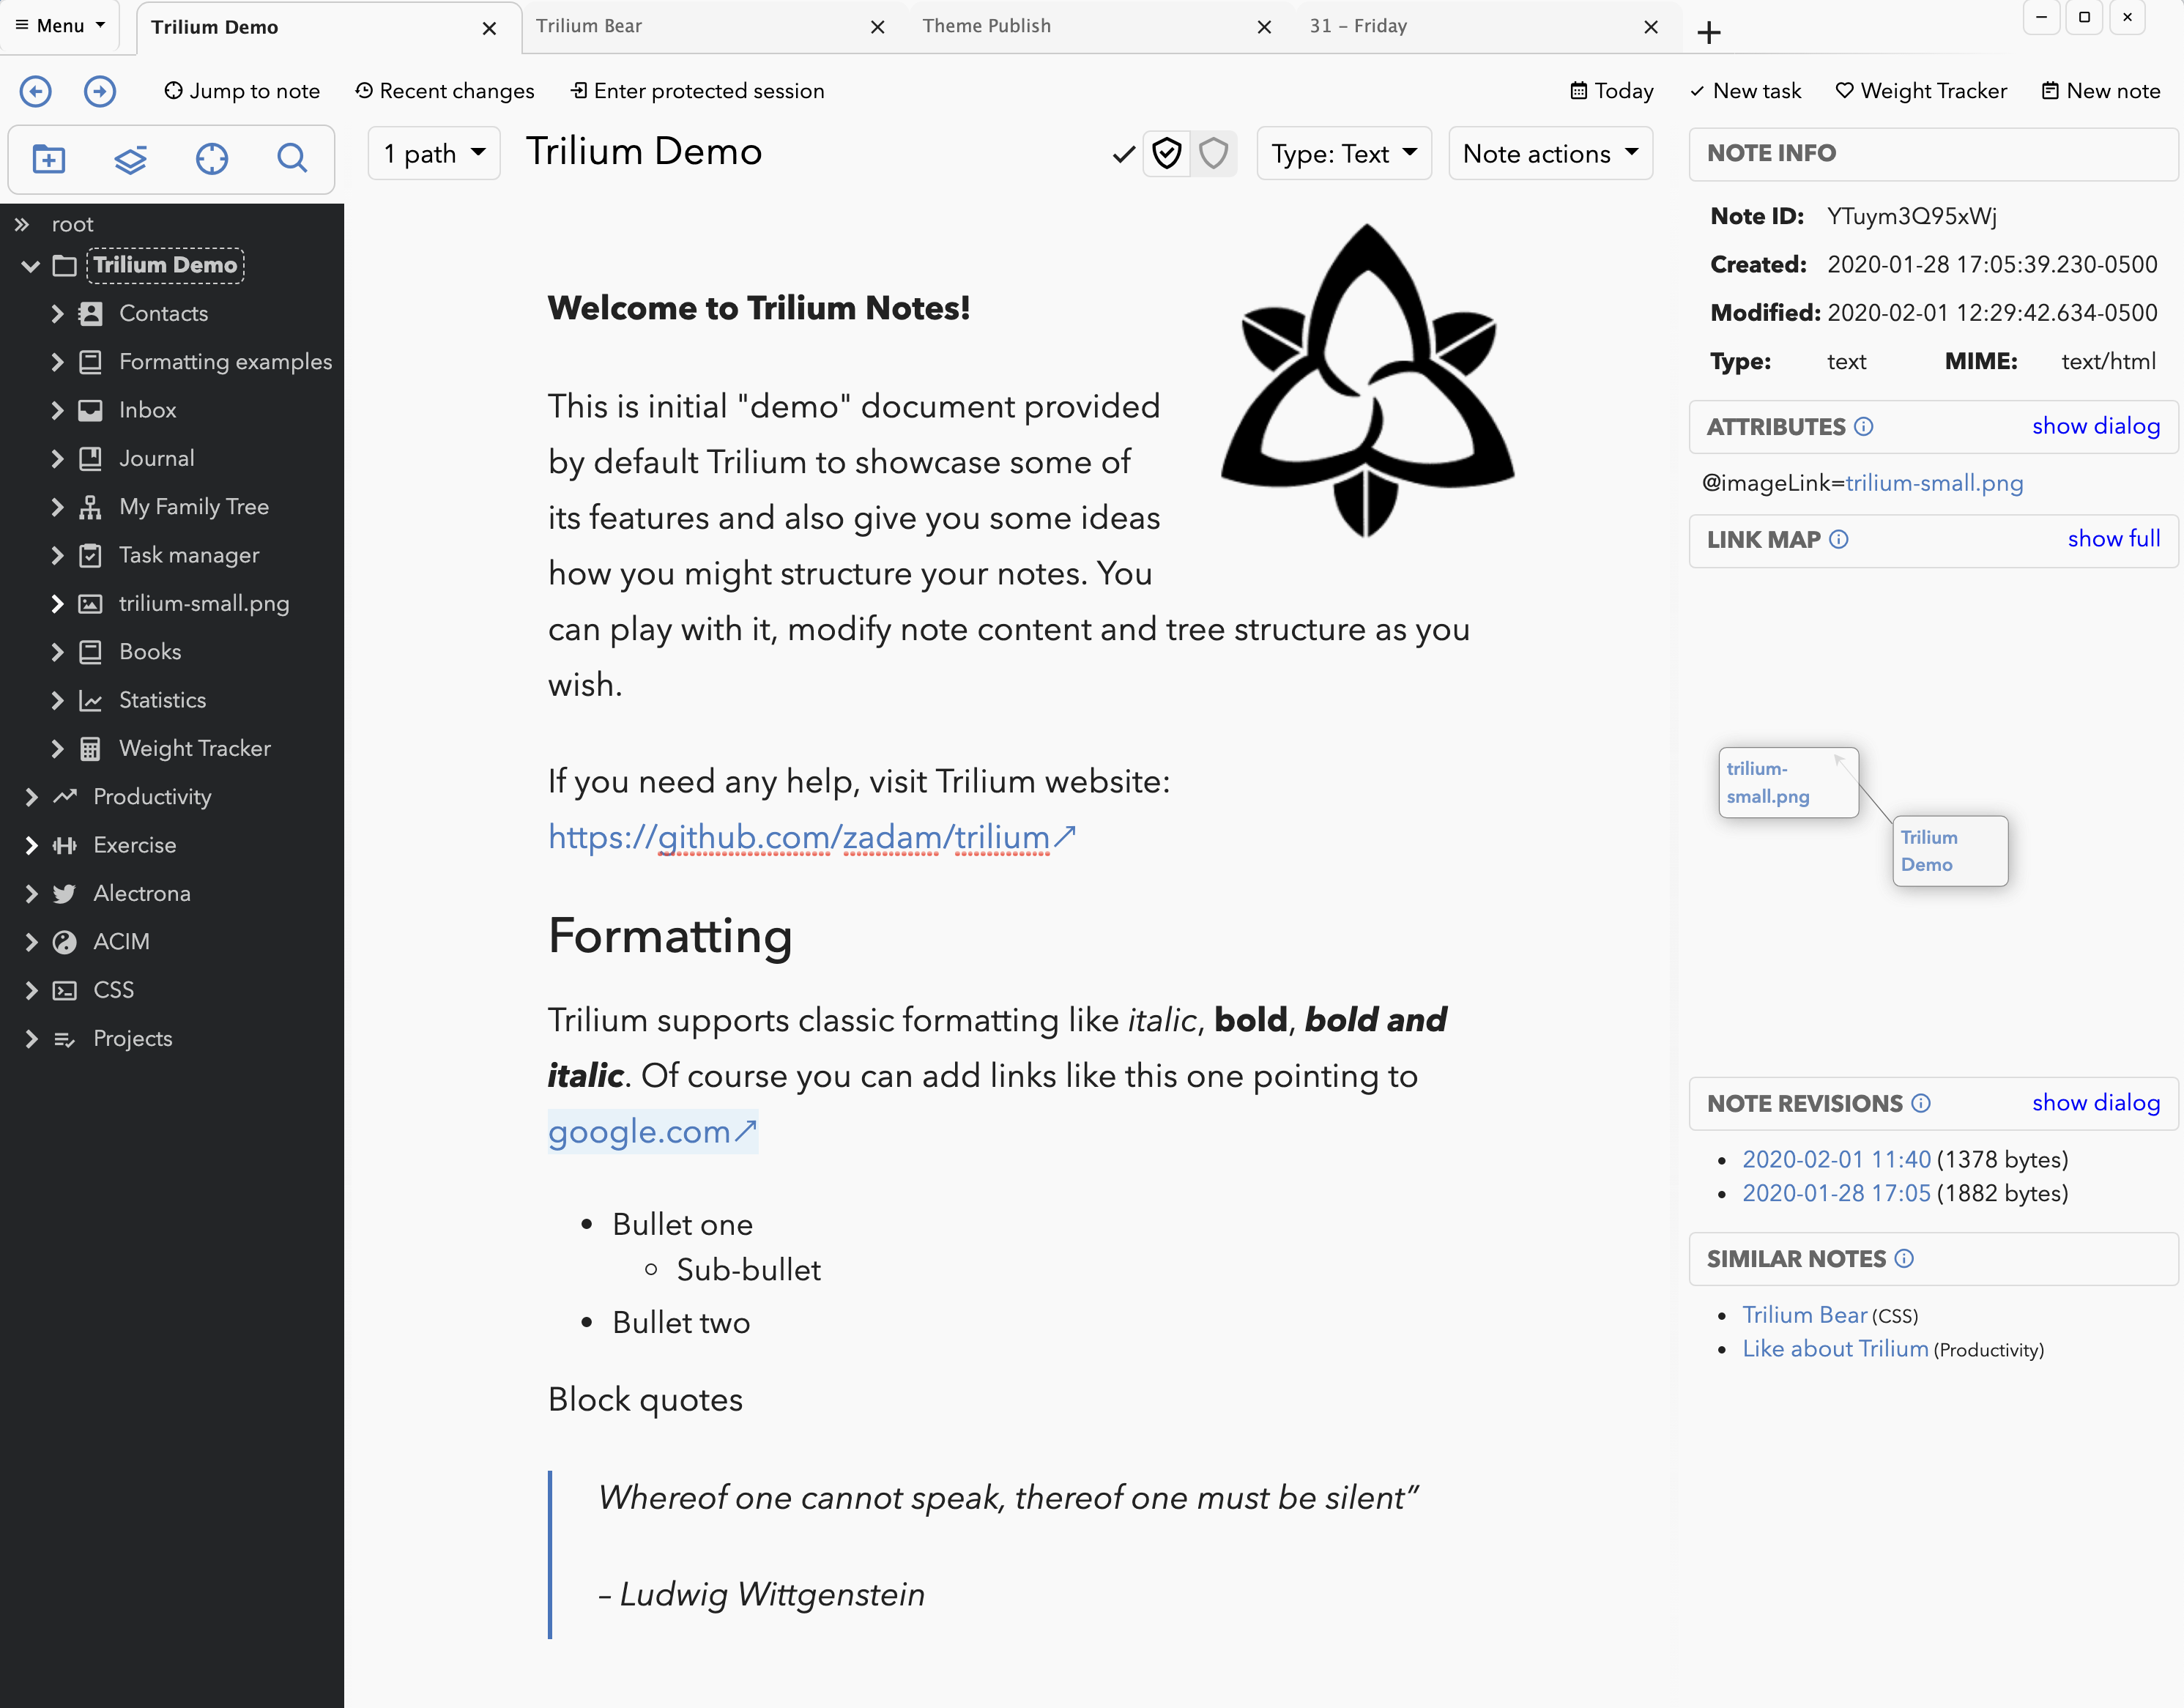 Menu
Trilium Demo
Trilium Bear
Theme Publish
31 – Friday
Jump to note
Recent changes
Enter protected session
Today
New task
Weight Tracker
New note
1 path
Trilium Demo
Type: Text
Note actions
root
Trilium Demo
Contacts
Formatting examples
Inbox
Journal
My Family Tree
Task manager
trilium-small.png
Books
Statistics
Weight Tracker
Productivity
Exercise
Alectrona
ACIM
CSS
Projects
Welcome to Trilium Notes!
This is initial "demo" document provided
by default Trilium to showcase some of
its features and also give you some ideas
how you might structure your notes. You
can play with it, modify note content and tree structure as you
wish.
If you need any help, visit Trilium website:
https://github.com/zadam/trilium
Formatting
Trilium supports classic formatting like italic, bold, bold and
italic. Of course you can add links like this one pointing to
google.com
Bullet one
Sub-bullet
Bullet two
Block quotes
Whereof one cannot speak, thereof one must be silent”
– Ludwig Wittgenstein
NOTE INFO
Note ID: YTuym3Q95xWj
Created: 2020-01-28 17:05:39.230-0500
Modified: 2020-02-01 12:29:42.634-0500
Type: text MIME: text/html
ATTRIBUTES show dialog
@imageLink=trilium-small.png
LINK MAP show full
trilium-
small.png
Trilium
Demo
NOTE REVISIONS show dialog
2020-02-01 11:40 (1378 bytes)
2020-01-28 17:05 (1882 bytes)
SIMILAR NOTES
Trilium Bear (CSS)
Like about Trilium (Productivity)